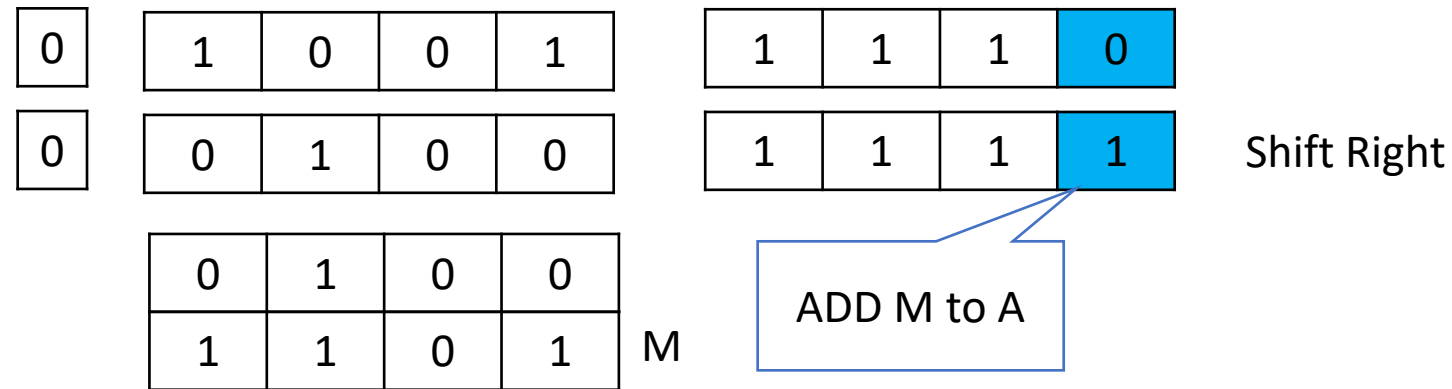 0 1 0 0 1 1 1 1 0
0 0 1 0 0 1 1 1 1 Shift Right
0 1 0 0
1 1 0 1 M
ADD M to A